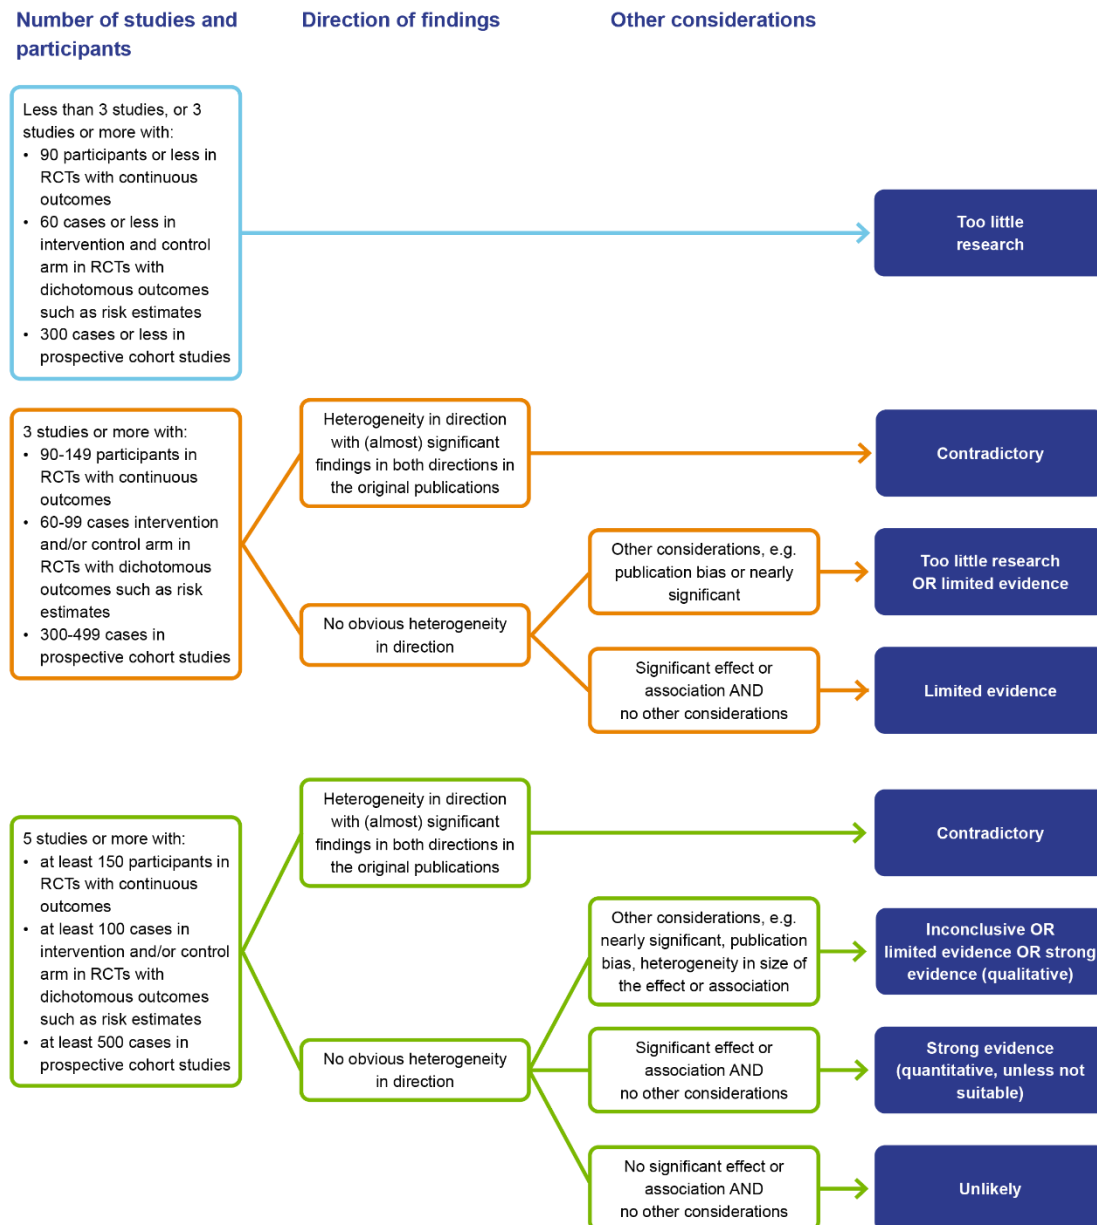 Number of studies and
participants
Direction of findings
Other considerations
Less than 3 studies, or 3
studies or more with:
• 90 participants or less in
RCTs with continuous
outcomes
• 60 cases or less in
intervention and control
arm in RCTs with
dichotomous outcomes
such as risk estimates
• 300 cases or less in
prospective cohort studies
Too little
research
3 studies or more with:
• 90-149 participants in
RCTs with continuous
outcomes
• 60-99 cases intervention
and/or control arm in
RCTs with dichotomous
outcomes such as risk
estimates
• 300-499 cases in
prospective cohort studies
Heterogeneity in direction
with (almost) significant
findings in both directions in
the original publications
Contradictory
No obvious heterogeneity
in direction
Other considerations, e.g.
publication bias or nearly
significant
Too little research
OR limited evidence
Significant effect or
association AND
no other considerations
Limited evidence
5 studies or more with:
• at least 150 participants in
RCTs with continuous
outcomes
• at least 100 cases in
intervention and/or control
arm in RCTs with
dichotomous outcomes
such as risk estimates
• at least 500 cases in
prospective cohort studies
Heterogeneity in direction
with (almost) significant
findings in both directions in
the original publications
Contradictory
No obvious heterogeneity
in direction
Other considerations, e.g.
nearly significant, publication
bias, heterogeneity in size of
the effect or association
Inconclusive OR
limited evidence OR strong
evidence (qualitative)
Significant effect or
association AND
no other considerations
Strong evidence
(quantitative, unless not
suitable)
No significant effect or
association AND
no other considerations
Unlikely